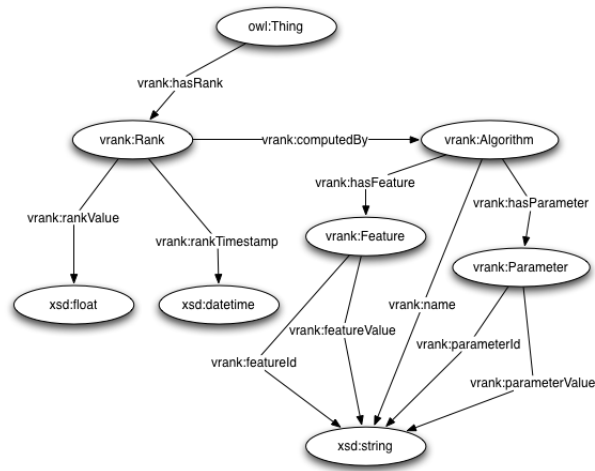 owl:Thing
vrank:hasRank
vrank:Rank
vrank:computedBy
vrank:Algorithm
vrank:hasFeature
vrank:hasParameter
vrank:rankValue
vrank:rankTimestamp
vrank:Feature
vrank:Parameter
xsd:float
xsd:datetime
vrank:name
vrank:featureValue
vrank:parameterId
vrank:featureId
vrank:parameterValue
xsd:string